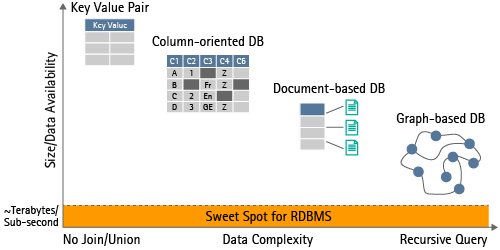 Key Value Pair
Key Value
Column-oriented DB
C1 C2 C3 C4 C6
A 1 Z
B Fr Z
C 2 En
D 3 GE Z
Document-based DB
Graph-based DB
Size/Data Availability
~Terabytes/
Sub-second
Sweet Spot for RDBMS
No Join/Union
Data Complexity
Recursive Query